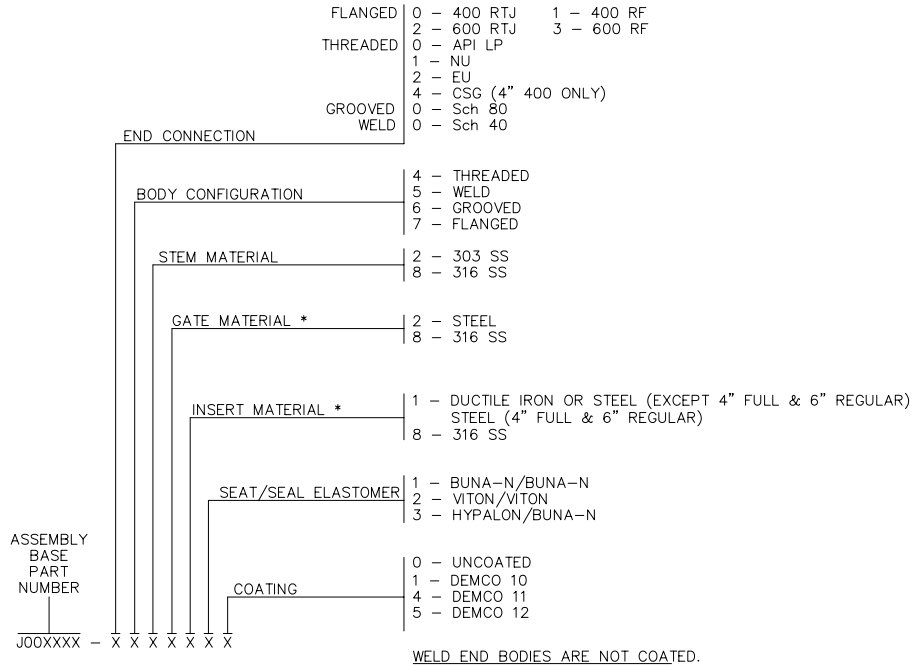 FLANGED 0 – 400 RTJ 1 – 400 RF
2 – 600 RTJ 3 – 600 RF
THREADED 0 – API LP
1 – NU
2 – EU
4 – CSG (4” 400 ONLY)
GROOVED 0 – Sch 80
WELD 0 – Sch 40
END CONNECTION
4 – THREADED
BODY CONFIGURATION 5 – WELD
6 – GROOVED
7 – FLANGED
STEM MATERIAL 2 – 303 SS
8 – 316 SS
GATE MATERIAL * 2 – STEEL
8 – 316 SS
INSERT MATERIAL * 1 – DUCTILE IRON OR STEEL (EXCEPT 4” FULL & 6” REGULAR)
STEEL (4” FULL & 6” REGULAR)
8 – 316 SS
SEAT/SEAL ELASTOMER 1 – BUNA–N/BUNA–N
2 – VITON/VITON
3 – HYPALON/BUNA–N
ASSEMBLY
BASE
PART
NUMBER
COATING 0 – UNCOATED
1 – DEMCO 10
4 – DEMCO 11
5 – DEMCO 12
J00XXXX – X X X X X X X
WELD END BODIES ARE NOT COATED.